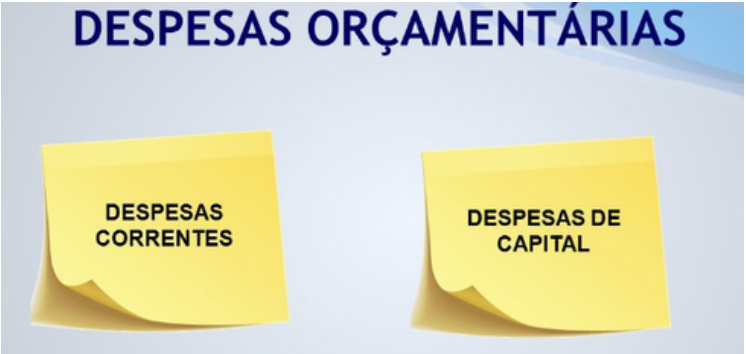 DESPESAS ORÇAMENTÁRIAS
DESPESAS
CORRENTES
DESPESAS DE
CAPITAL